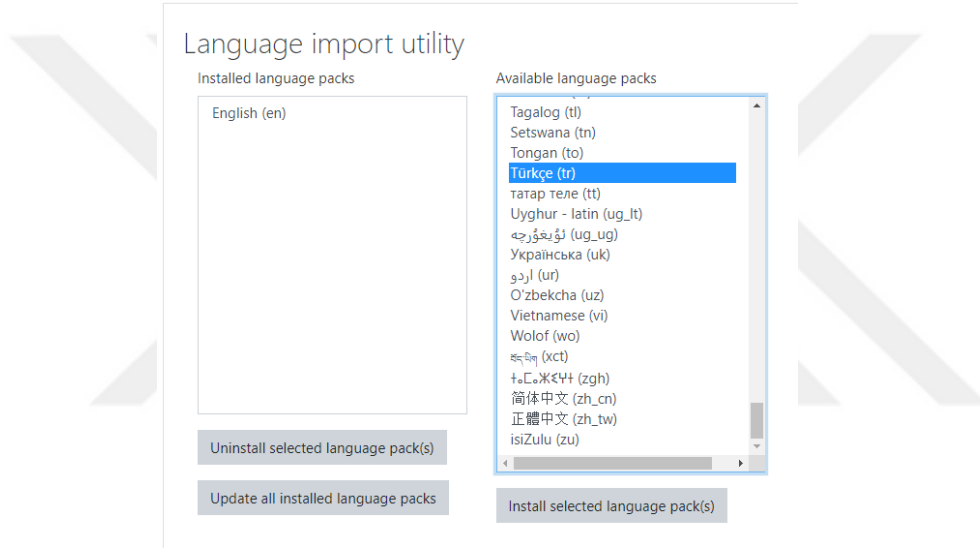 Language import utility
Installed language packs
English (en)
Uninstall selected language pack(s)
Update all installed language packs
Available language packs
Tagalog (tl)
Setswana (tn)
Tongan (to)
Türkçe (tr)
татар теле (tt)
Uyghur - latin (ug_lt)
ئۇيغۇرچە (ug_ug)
Українська (uk)
اردو (ur)
O'zbekcha (uz)
Vietnamese (vi)
Wolof (wo)
(xct)
ⵜⴰⵎⴰⵣⵉⵖⵜ (zgh)
简体中文 (zh_cn)
正體中文 (zh_tw)
isiZulu (zu)
Install selected language pack(s)